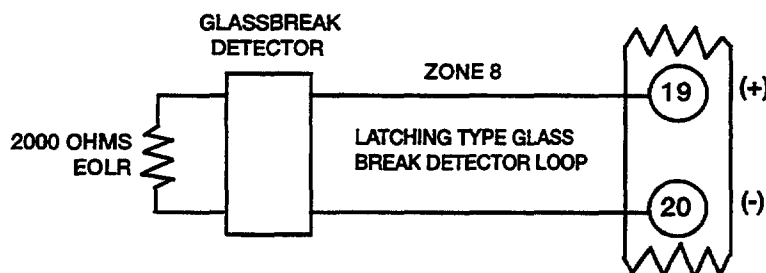 GLASSBREAK
DETECTOR
ZONE 8
19
(+)
2000 OHMS
EOLR
LATCHING TYPE GLASS
BREAK DETECTOR LOOP
20
(-)